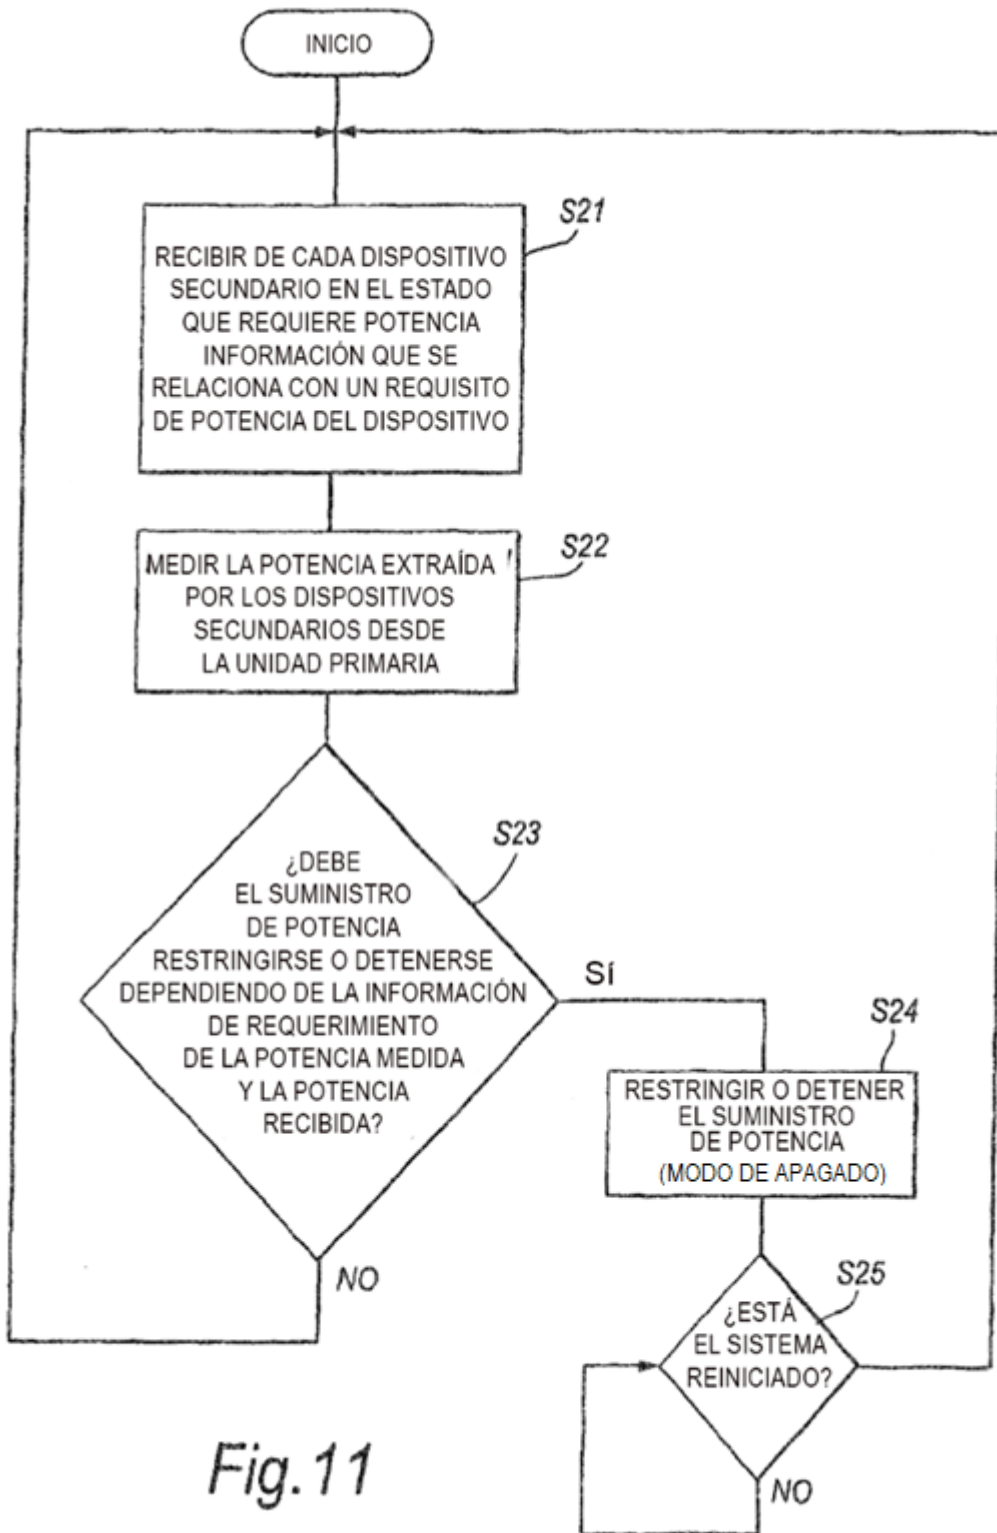 INICIO
S21
RECIBIR DE CADA DISPOSITIVO
SECUNDARIO EN EL ESTADO
QUE REQUIERE POTENCIA
INFORMACIÓN QUE SE
RELACIONA CON UN REQUISITO
DE POTENCIA DEL DISPOSITIVO
S22
MEDIR LA POTENCIA EXTRAÍDA
POR LOS DISPOSITIVOS
SECUNDARIOS DESDE
LA UNIDAD PRIMARIA
S23
¿DEBE
EL SUMINISTRO
DE POTENCIA
RESTRINGIRSE O DETENERSE
DEPENDIENDO DE LA INFORMACIÓN
DE REQUERIMIENTO
DE LA POTENCIA MEDIDA
Y LA POTENCIA
RECIBIDA?
Sí
NO
S24
RESTRINGIR O DETENER
EL SUMINISTRO
DE POTENCIA
(MODO DE APAGADO)
S25
¿ESTÁ
EL SISTEMA
REINICIADO?
NO
Fig.11